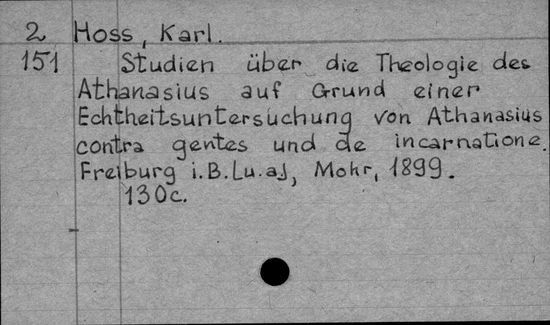 2 Hoss, Karl.
151 Studien über die Theologie des
Athanasius auf Grund einer
Echtheitsuntersuchung von Athanasius
contra gentes und de incarnatione.
Freiburg i.B.[u.a], Mohr, 1899.
130c.